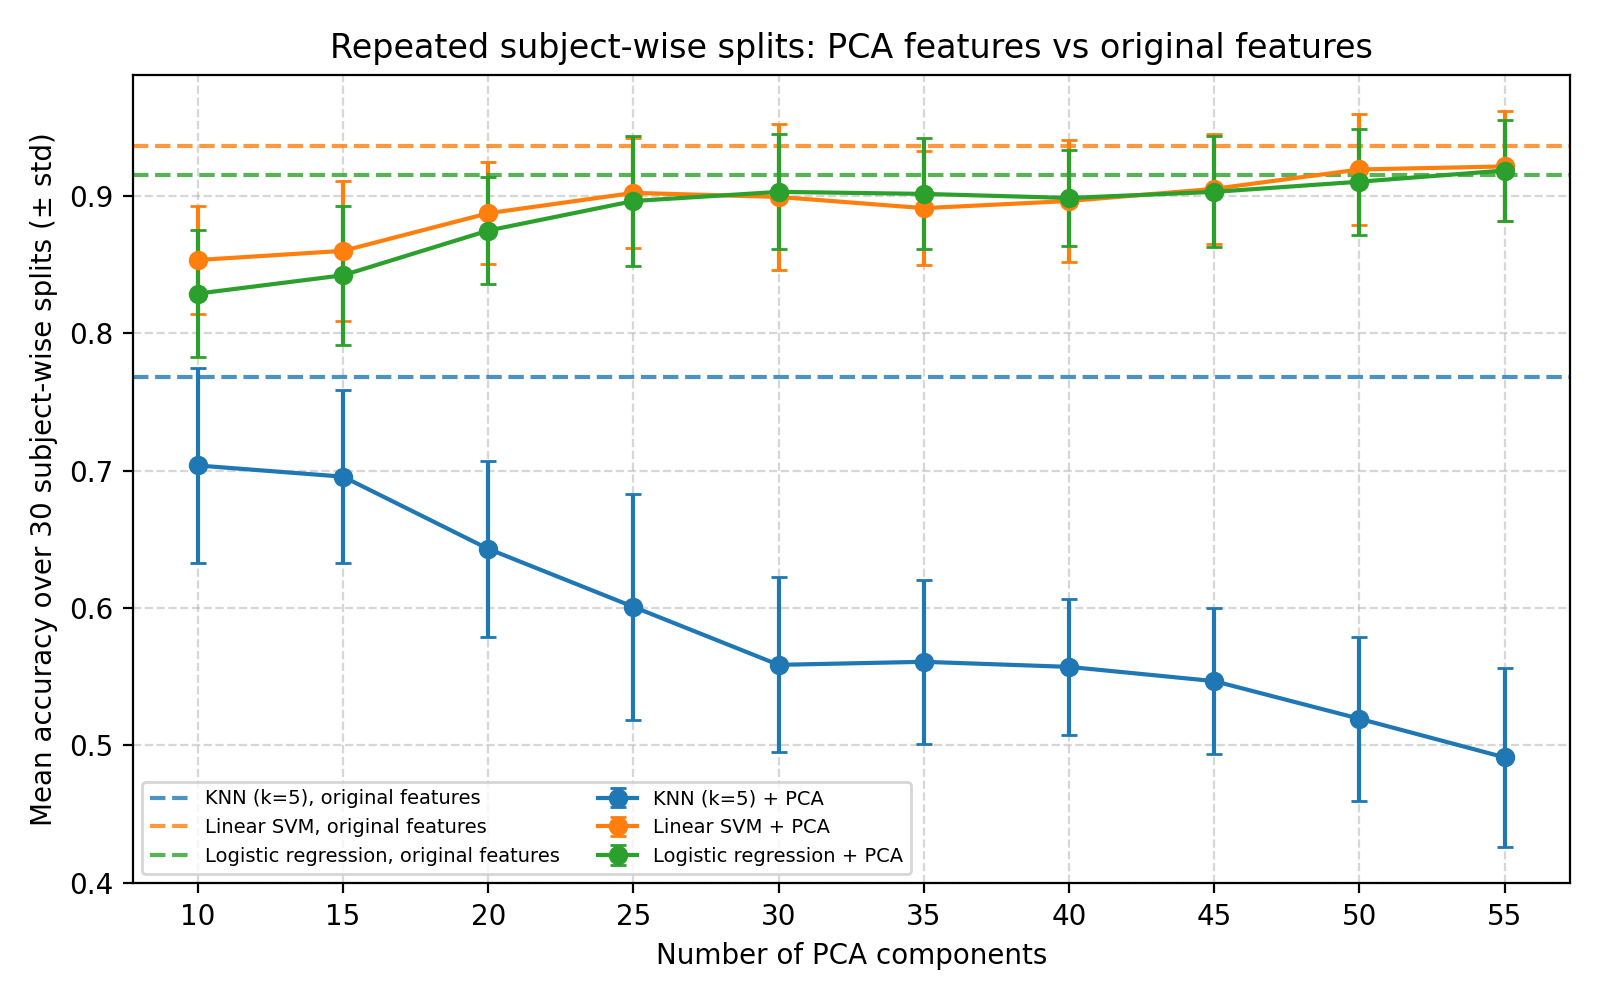 Repeated subject-wise splits: PCA features vs original features
Mean accuracy over 30 subject-wise splits (± std)
0.9
0.8
0.7
0.6
0.5
0.4
KNN (k=5), original features
Linear SVM, original features
Logistic regression, original features
KNN (k=5) + PCA
Linear SVM + PCA
Logistic regression + PCA
10 15 20 25 30 35 40 45 50 55
Number of PCA components